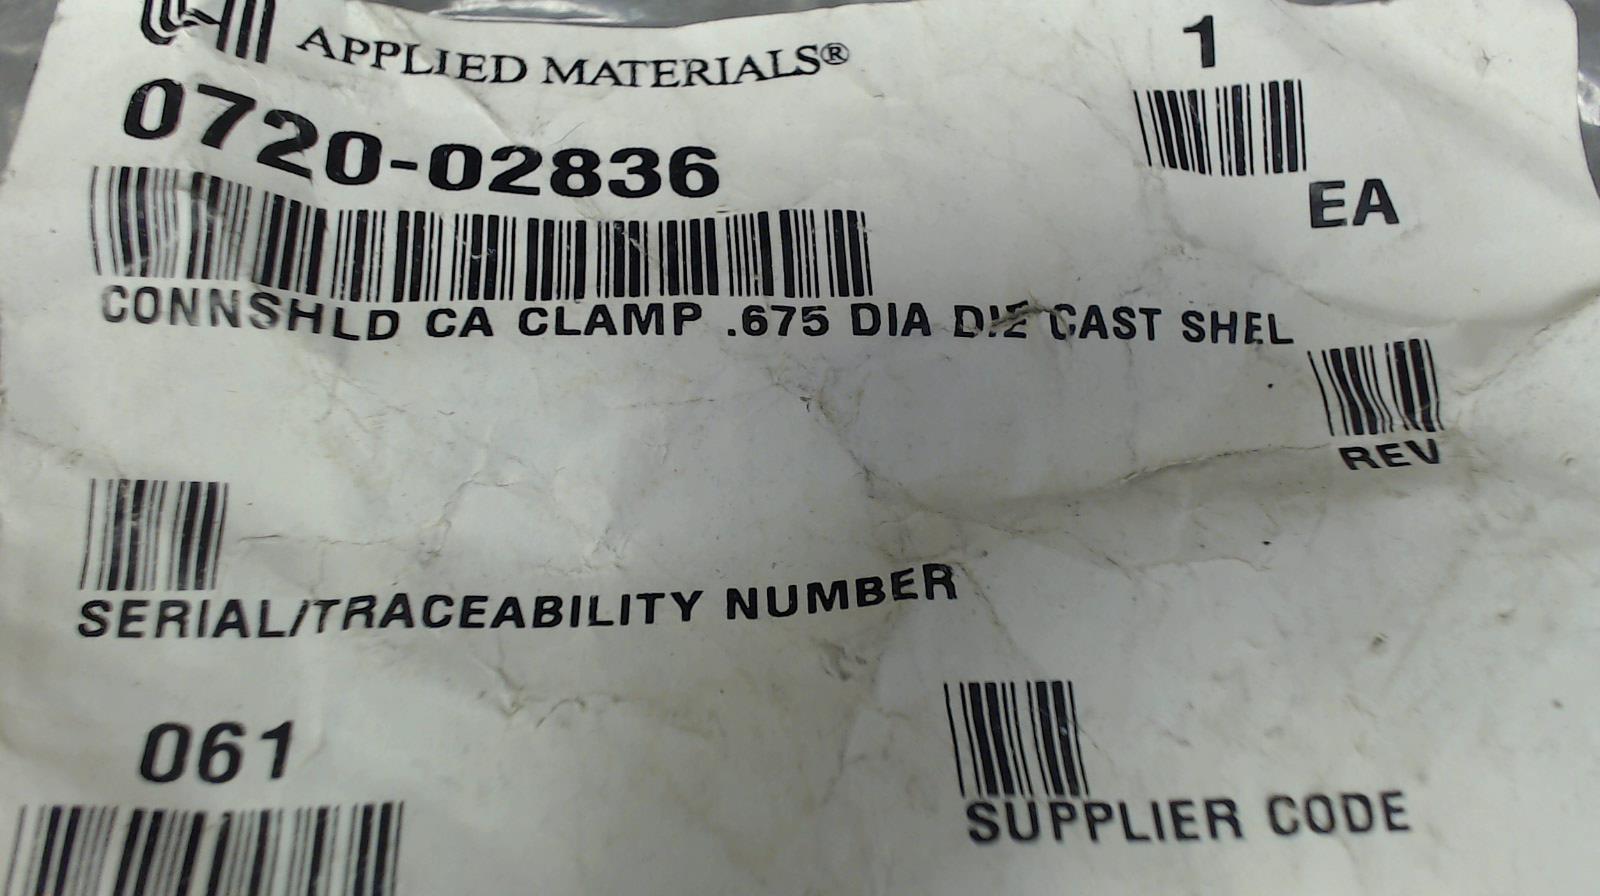 APPLIED MATERIALS®
1
0720-02836
EA
CONNSHLD CA CLAMP .675 DIA DIE CAST SHEL
REV
SERIAL/TRACEABILITY NUMBER
061
SUPPLIER CODE